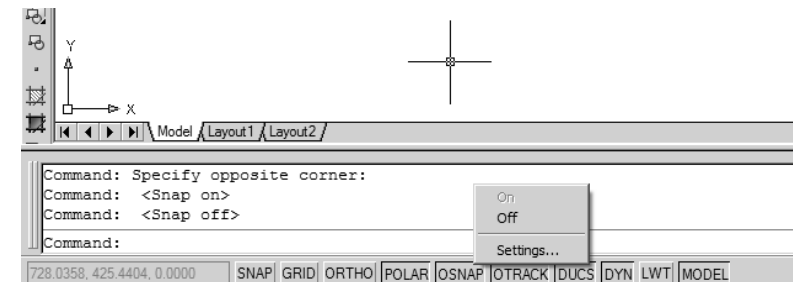 Y
X
Model Layout1 Layout2
Command: Specify opposite corner:
Command: <Snap on>
Command: <Snap off>
Command:
On
Off
Settings...
728.0358, 425.4404, 0.0000 SNAP GRID ORTHO POLAR OSNAP OTRACK DUCS DYN LWT MODEL